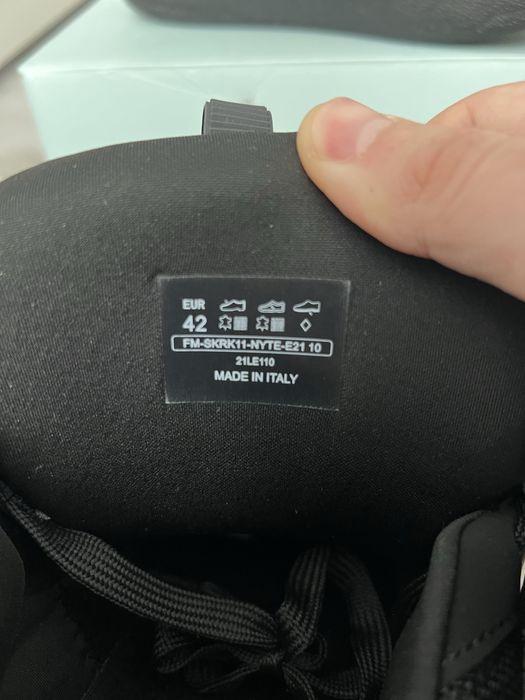 EUR
42
FM-SKRK11-NYTE-E21 10
21LE110
MADE IN ITALY